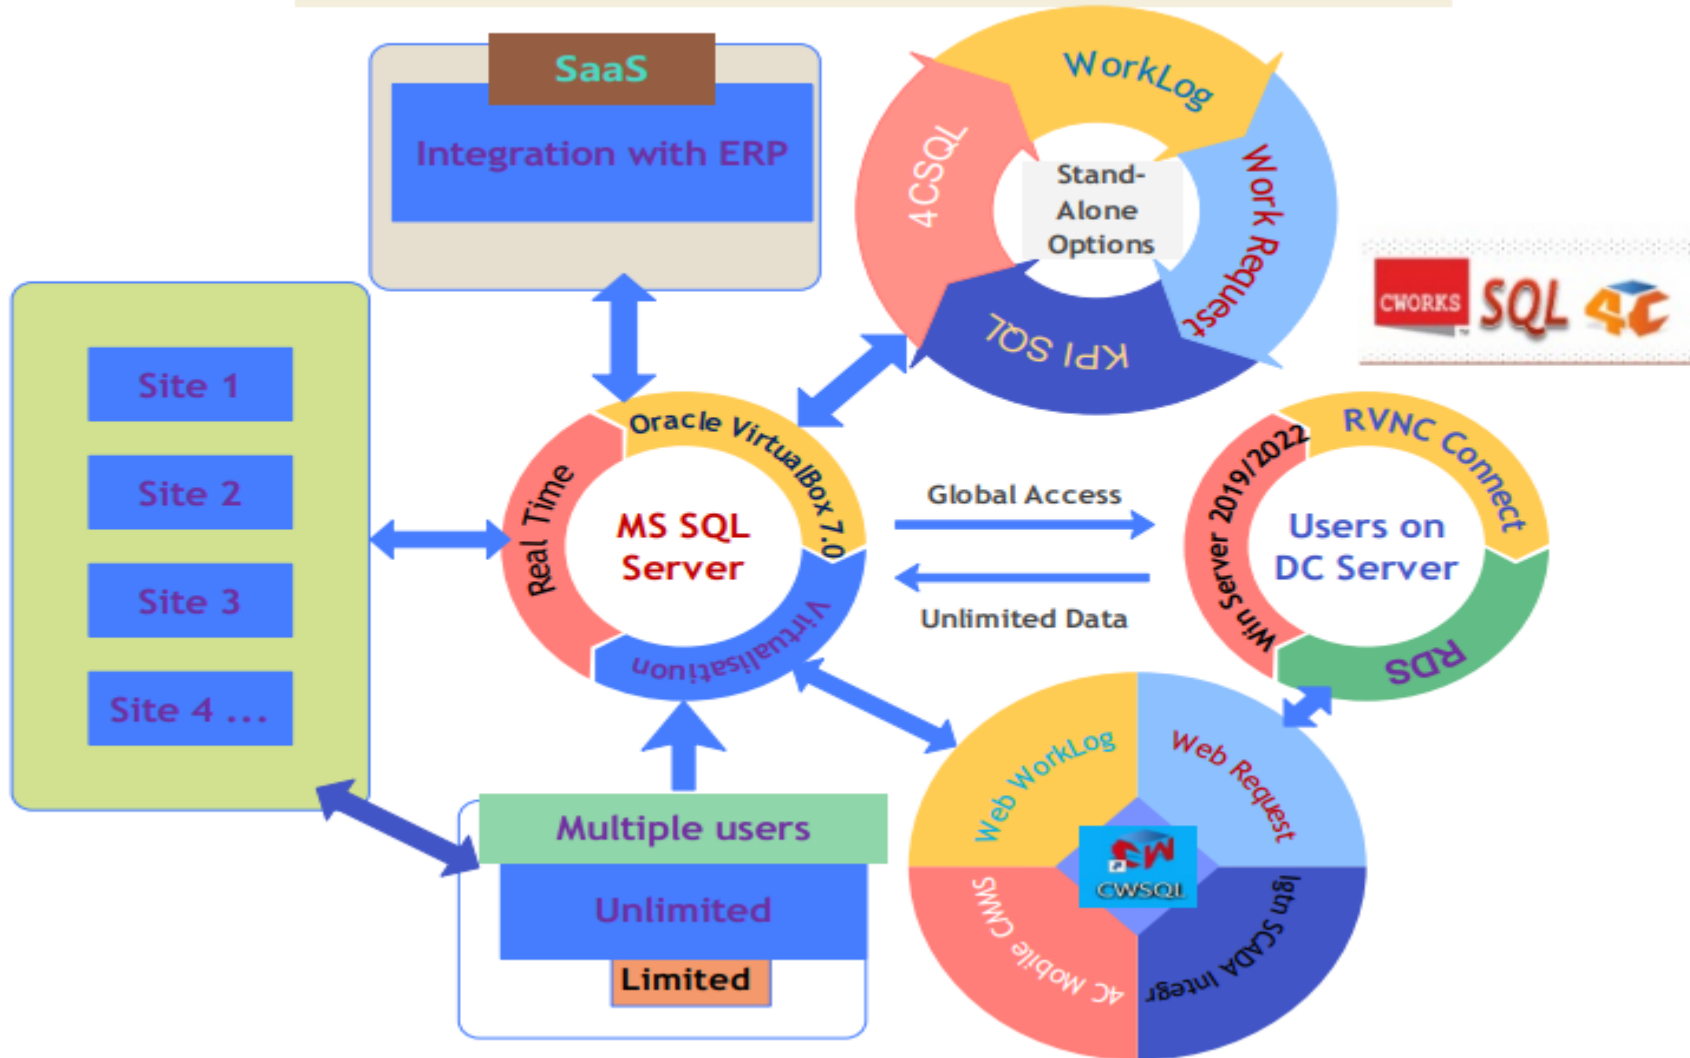 SaaS
Integration with ERP
WorkLog
Work Request
KPI SQL
4CSQL
Stand-
Alone
Options
CWORKS
TM
SQL 4C
Site 1
Site 2
Site 3
Site 4 ...
Oracle VirtualBox 7.0
Real Time
Virtualisatiuon
MS SQL
Server
Global Access
Unlimited Data
RVNC Connect
Win Server 2019/2022
RDS
Users on
DC Server
Multiple users
Unlimited
Limited
Web WorkLog
Web Request
4C Mobile CMMS
Igtn SCADA Integr
CWSQL